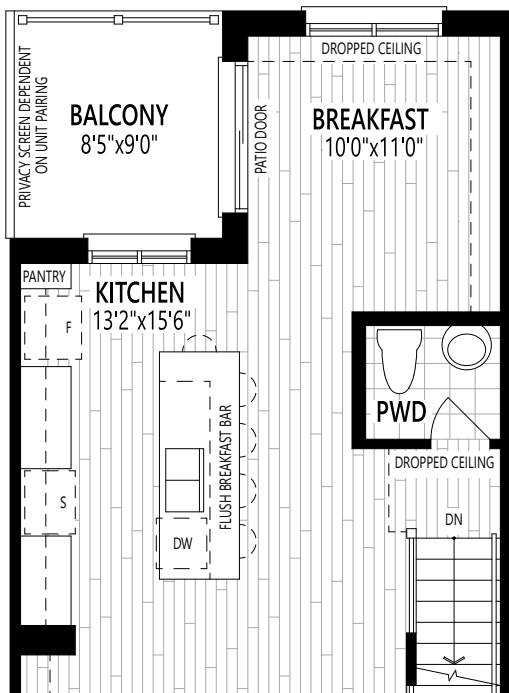 DROPPED CEILING
PRIVACY SCREEN DEPENDENT
ON UNIT PAIRING
BALCONY
8'5"x9'0"
PATIO DOOR
BREAKFAST
10'0"x11'0"
PANTRY
KITCHEN
13'2"x15'6"
F
PWD
FLUSH BREAKFAST BAR
DROPPED CEILING
S
DN
DW